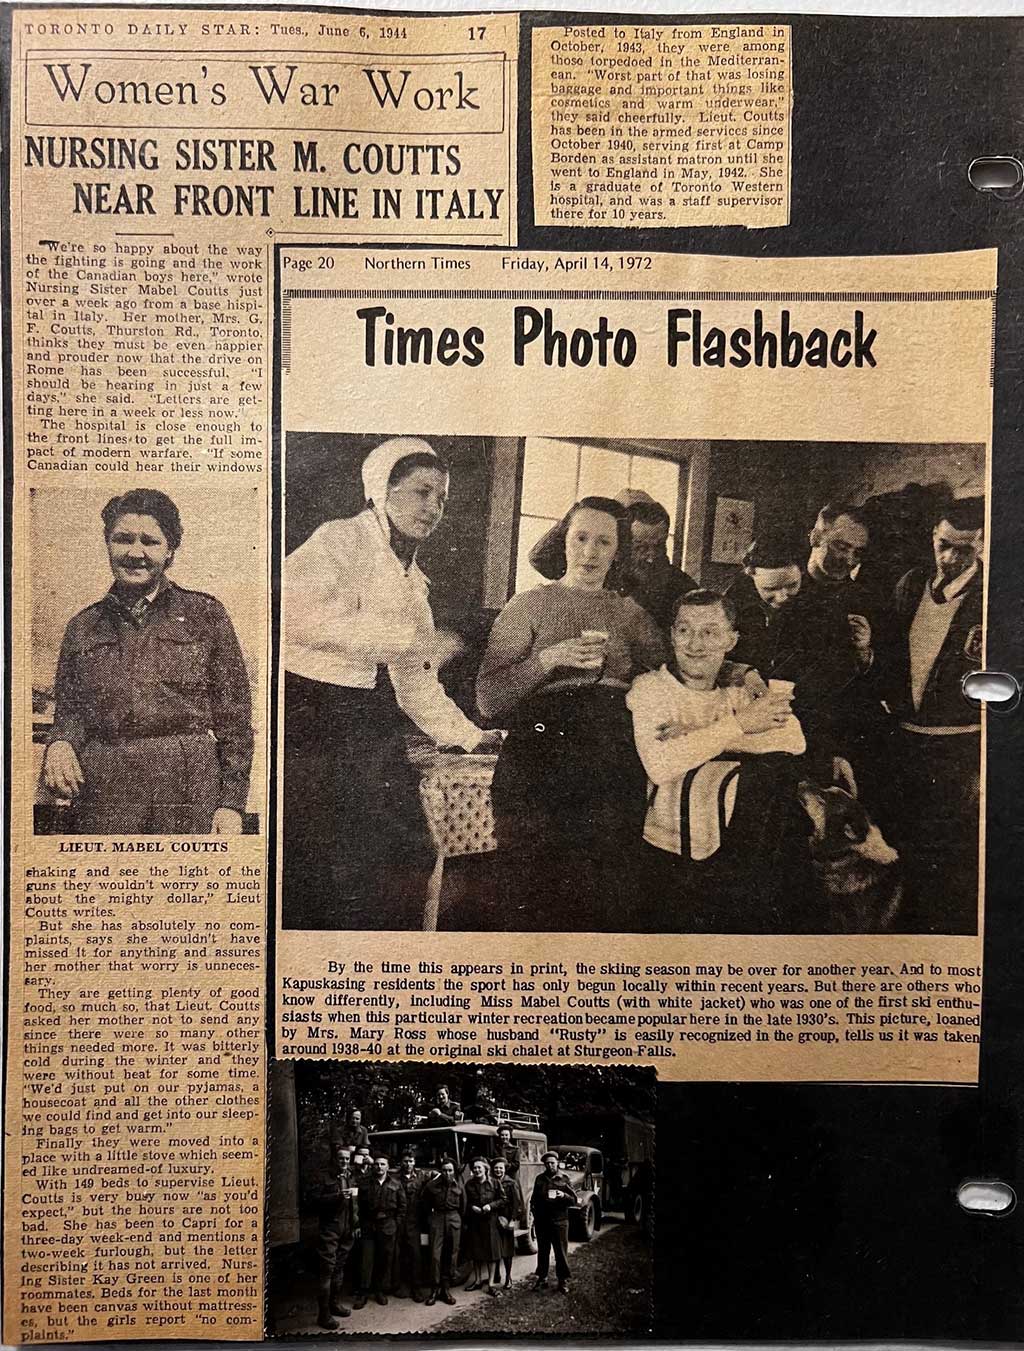 TORONTO DAILY STAR: Tues., June 6, 1944 17
Women's War Work
NURSING SISTER M. COUTTS
NEAR FRONT LINE IN ITALY
"We're so happy about the way
the fighting is going and the work
of the Canadian boys here," wrote
Nursing Sister Mabel Coutts just
over a week ago from a base hispi-
tal in Italy. Her mother, Mrs. G.
F. Coutts, Thurston Rd., Toronto,
thinks they must be even happier
and prouder now that the drive on
Rome has been successful. "I
should be hearing in just a few
days," she said. "Letters are get-
ting here in a week or less now."
The hospital is close enough to
the front lines to get the full im-
pact of modern warfare. "If some
Canadian could hear their windows
LIEUT. MABEL COUTTS
shaking and see the light of the
guns they wouldn't worry so much
about the mighty dollar," Lieut
Coutts writes.
But she has absolutely no com-
plaints, says she wouldn't have
missed it for anything and assures
her mother that worry is unneces-
sary.
They are getting plenty of good
food, so much so, that Lieut. Coutts
asked her mother not to send any
since there were so many other
things needed more. It was bitterly
cold during the winter and they
were without heat for some time.
"We'd just put on our pyjamas, a
housecoat and all the other clothes
we could find and get into our sleep-
ing bags to get warm."
Finally they were moved into a
place with a little stove which seem-
ed like undreamed-of luxury.
With 149 beds to supervise Lieut.
Coutts is very busy now "as you'd
expect," but the hours are not too
bad. She has been to Capri for a
three-day week-end and mentions a
two-week furlough, but the letter
describing it has not arrived. Nurs-
ing Sister Kay Green is one of her
roommates. Beds for the last month
have been canvas without mattress-
es, but the girls report "no com-
plaints."
Posted to Italy from England in
October, 1943, they were among
those torpedoed in the Mediterran-
ean. "Worst part of that was losing
baggage and important things like
cosmetics and warm underwear,"
they said cheerfully. Lieut. Coutts
has been in the armed services since
October 1940, serving first at Camp
Borden as assistant matron until she
went to England in May, 1942. She
is a graduate of Toronto Western
hospital, and was a staff supervisor
there for 10 years.
Page 20 Northern Times Friday, April 14, 1972
Times Photo Flashback
By the time this appears in print, the skiing season may be over for another year. And to most
Kapuskasing residents the sport has only begun locally within recent years. But there are others who
know differently, including Miss Mabel Coutts (with white jacket) who was one of the first ski enthu-
siasts when this particular winter recreation became popular here in the late 1930's. This picture, loaned
by Mrs. Mary Ross whose husband "Rusty" is easily recognized in the group, tells us it was taken
around 1938-40 at the original ski chalet at Sturgeon Falls.